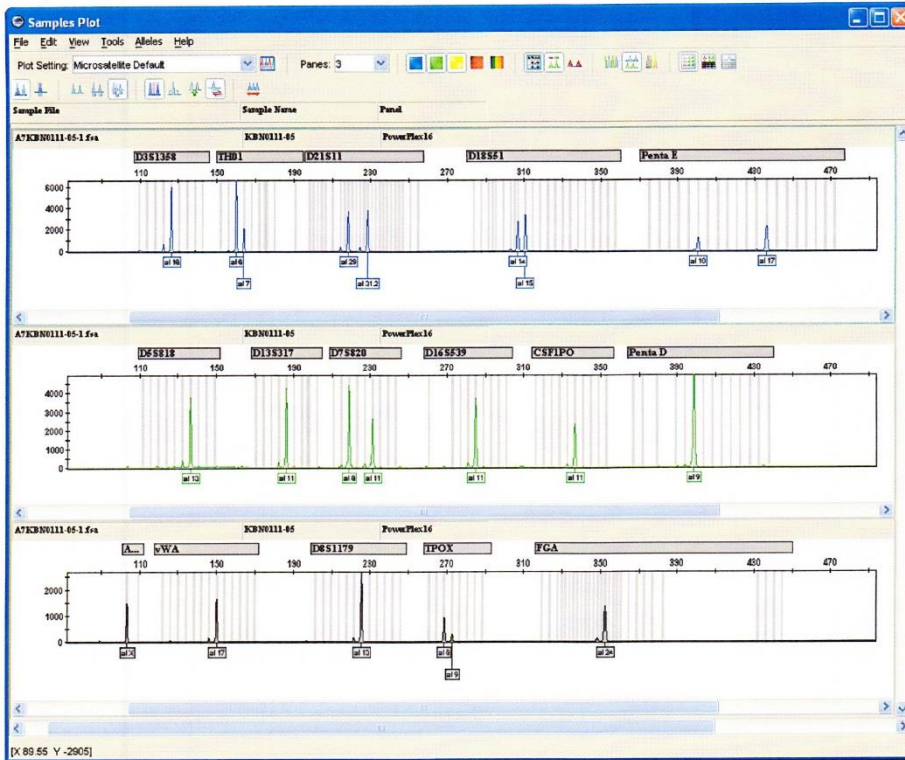 Samples Plot
File Edit View Tools Alleles Help
Plot Setting: Microsatellite Default Panes: 3
Sample File Sample Name Panel
A7KBN0111-05-1.fsa KBN0111-05 PowerPlex16
D3S1358 TH01 D21S11 D18S51 Penta E
110 150 190 230 270 310 350 390 430 470
6000
4000
2000
0
al 16 al 6 al 29 al 14 al 10 al 17
al 7 al 31.2 al 15
A7KBN0111-05-1.fsa KBN0111-05 PowerPlex16
D5S818 D13S317 D7S820 D16S539 CSF1PO Penta D
110 150 190 230 270 310 350 390 430 470
4000
3000
2000
1000
0
al 13 al 11 al 8 al 11 al 11 al 11 al 9
A7KBN0111-05-1.fsa KBN0111-05 PowerPlex16
A... vWA D8S1179 TPOX FGA
110 150 190 230 270 310 350 390 430 470
2000
1000
0
al X al 17 al 13 al 8 al 24
al 9
[X 89.55 Y -2905]